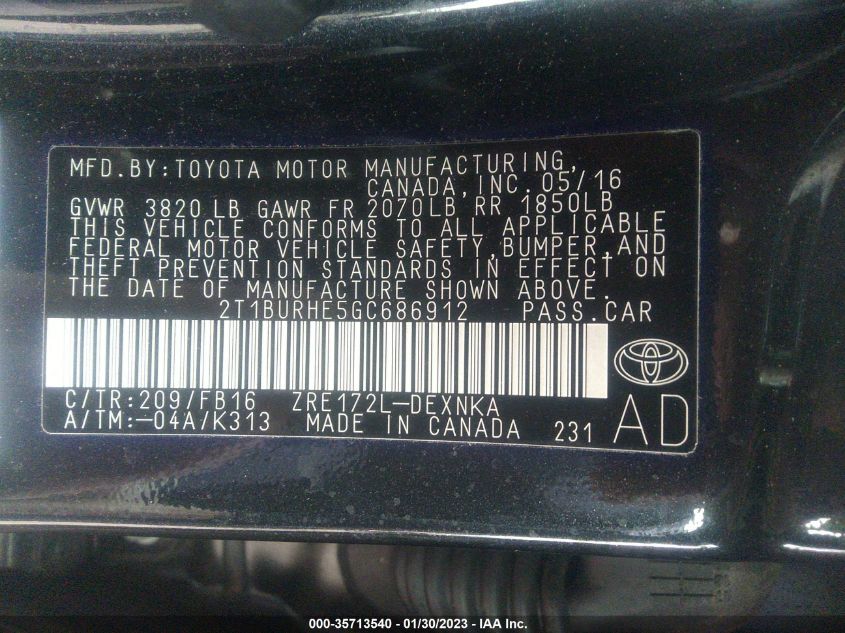 MFD.BY:TOYOTA MOTOR MANUFACTURING,
CANADA,INC. 05/16
GVWR 3820 LB GAWR FR 2070LB RR 1850LB
THIS VEHICLE CONFORMS TO ALL APPLICABLE
FEDERAL MOTOR VEHICLE SAFETY,BUMPER,AND
THEFT PREVENTION STANDARDS IN EFFECT ON
THE DATE OF MANUFACTURE SHOWN ABOVE.
2T1BURHE5GC686912 PASS.CAR
C/TR:209/FB16 ZRE172L-DEXNKA
A/TM:-04A/K313 MADE IN CANADA 231 AD
000-35713540 - 01/30/2023 - IAA Inc.